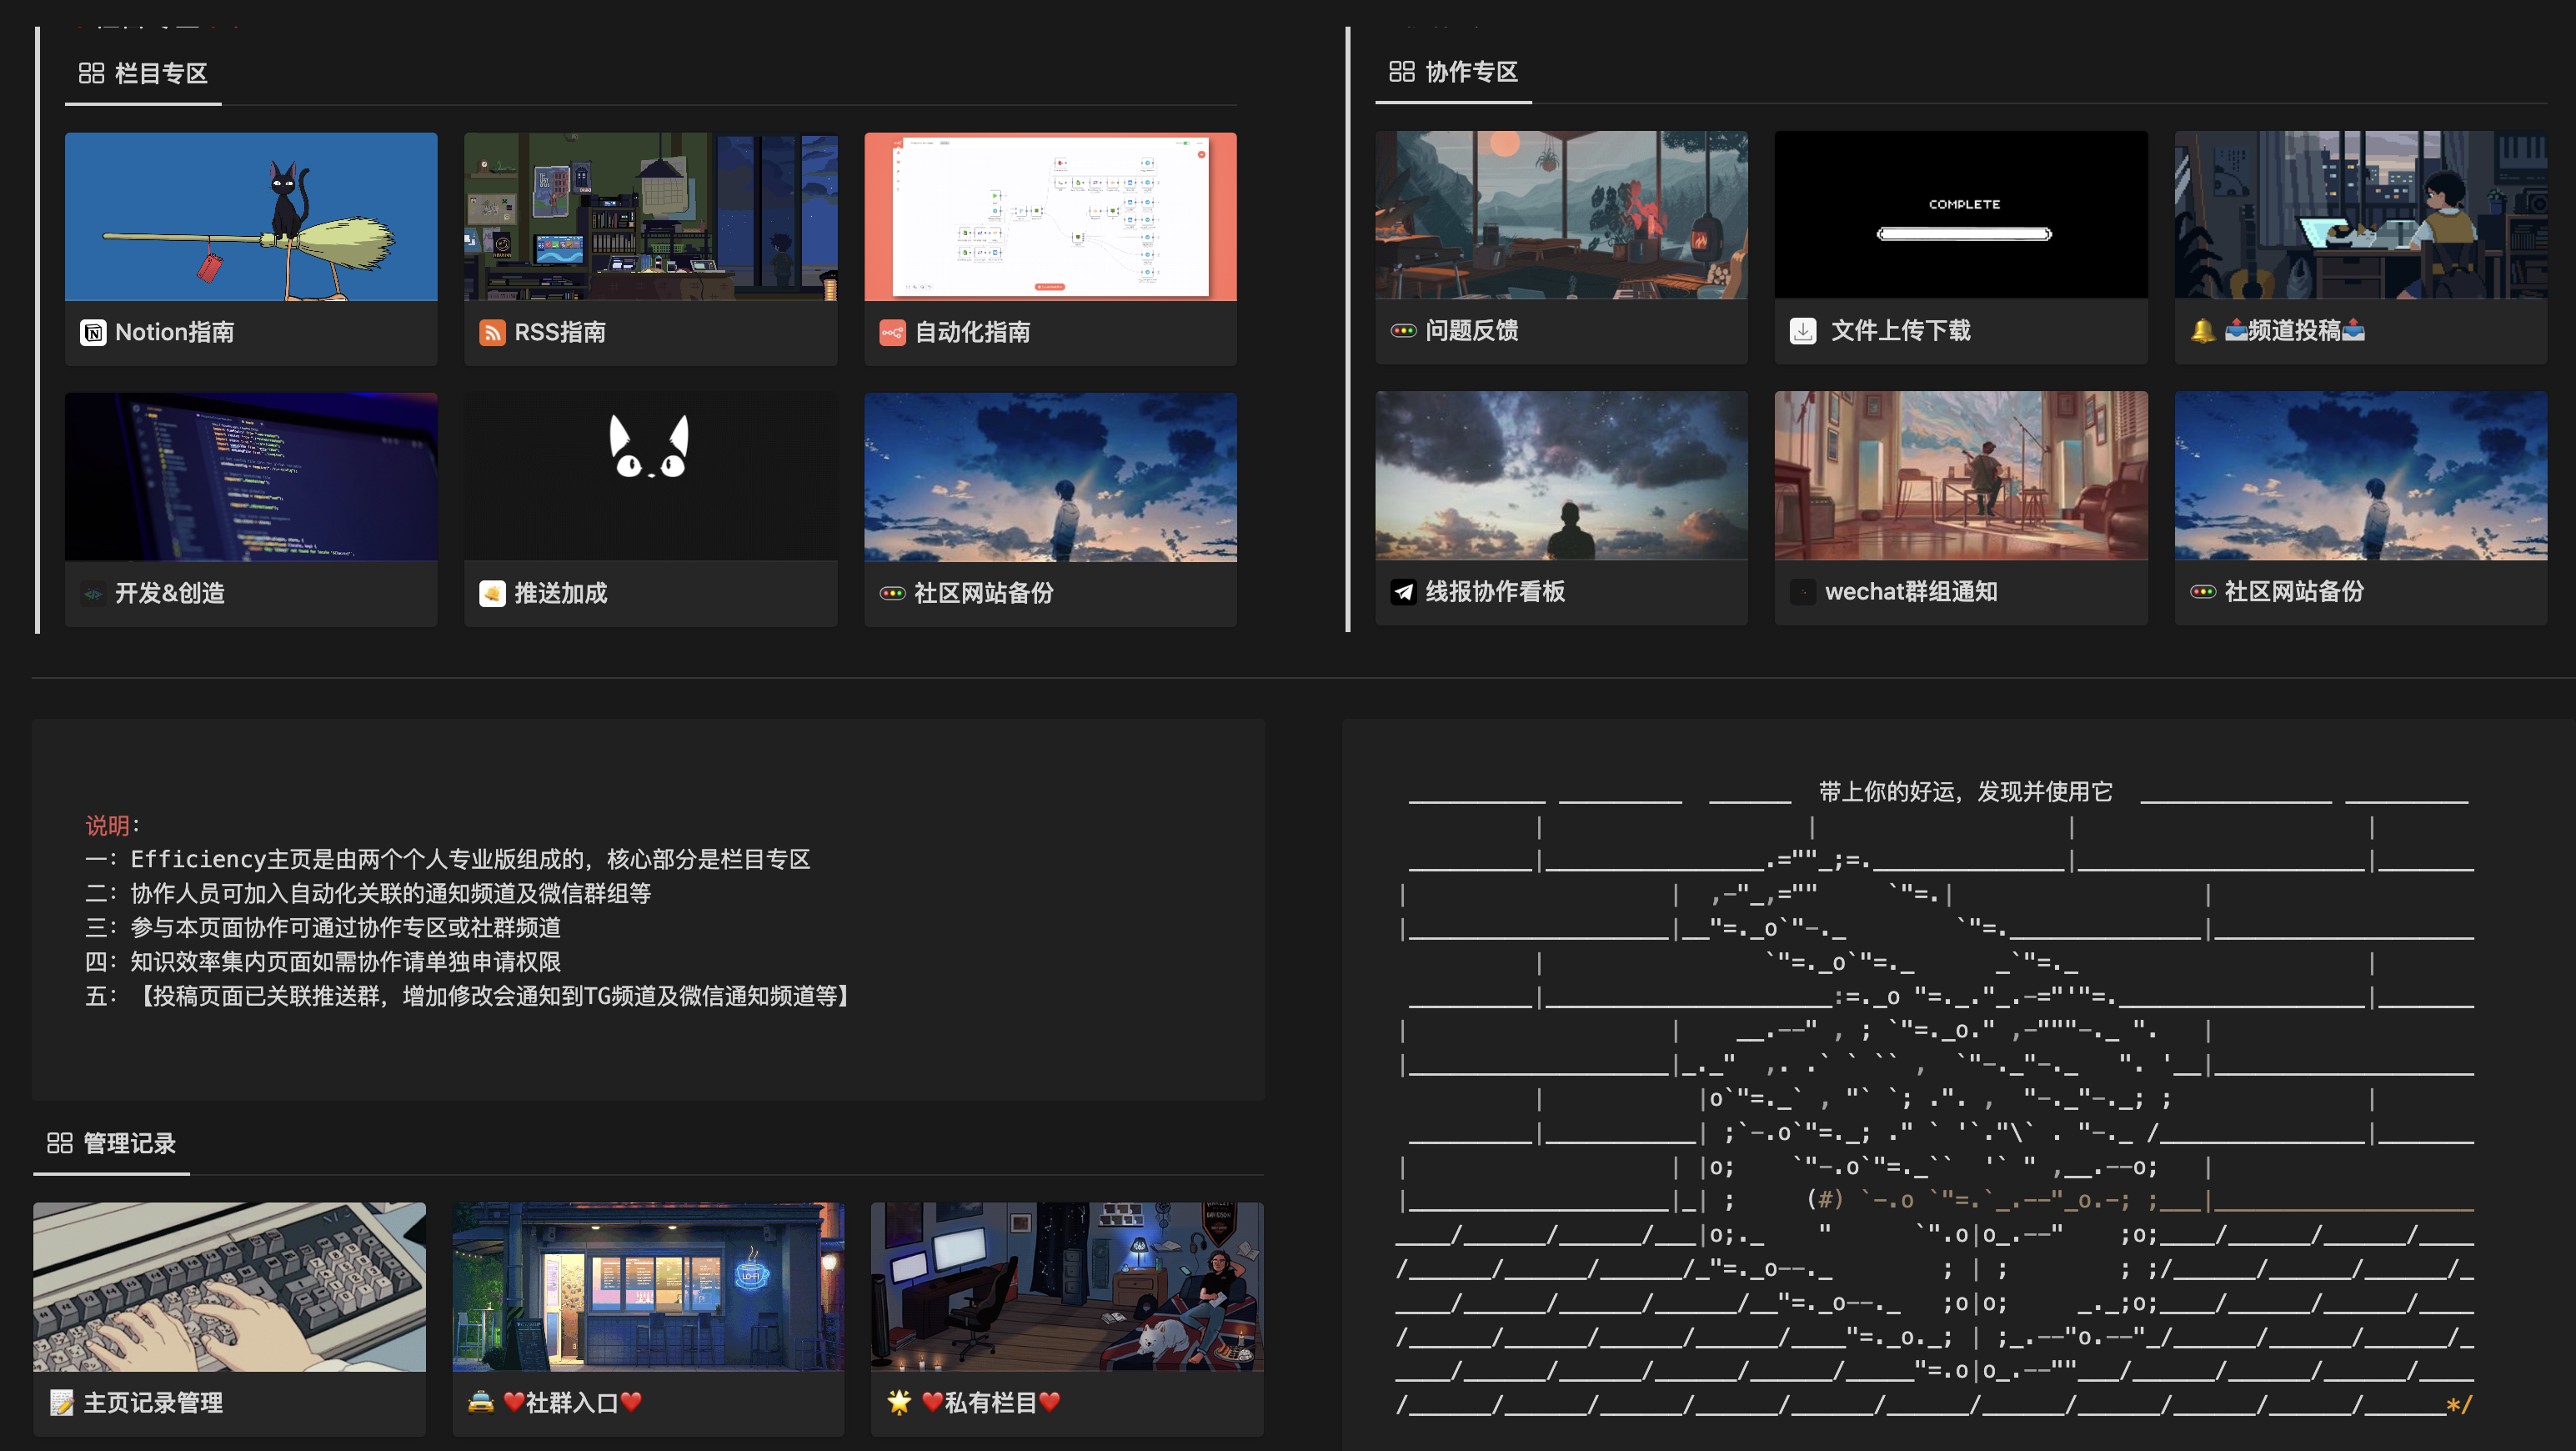 栏目专区
Notion指南
RSS指南
自动化指南
开发&创造
推送加成
社区网站备份
协作专区
COMPLETE
问题反馈
文件上传下载
🔔 📤频道投稿📤
线报协作看板
wechat群组通知
社区网站备份
说明：
一：Efficiency主页是由两个个人专业版组成的，核心部分是栏目专区
二：协作人员可加入自动化关联的通知频道及微信群组等
三：参与本页面协作可通过协作专区或社群频道
四：知识效率集内页面如需协作请单独申请权限
五：【投稿页面已关联推送群，增加修改会通知到TG频道及微信通知频道等】
管理记录
主页记录管理
LO-FI
❤️社群入口❤️
❤️私有栏目❤️
带上你的好运，发现并使用它